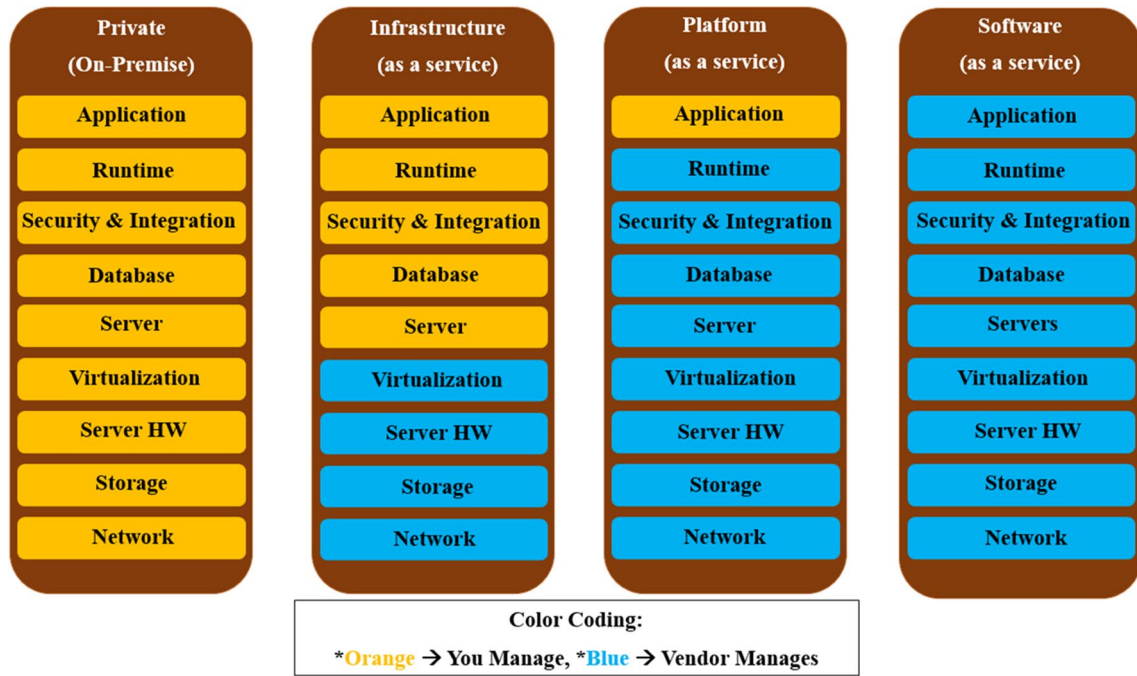 Private
(On-Premise)
Application
Runtime
Security & Integration
Database
Server
Virtualization
Server HW
Storage
Network
Infrastructure
(as a service)
Application
Runtime
Security & Integration
Database
Server
Virtualization
Server HW
Storage
Network
Platform
(as a service)
Application
Runtime
Security & Integration
Database
Server
Virtualization
Server HW
Storage
Network
Software
(as a service)
Application
Runtime
Security & Integration
Database
Servers
Virtualization
Server HW
Storage
Network
Color Coding:
*Orange → You Manage, *Blue → Vendor Manages